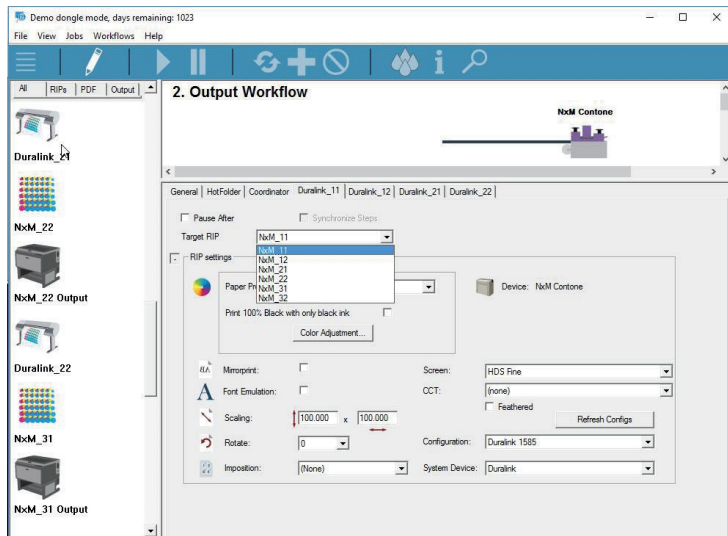 Demo dongle mode, days remaining: 1023
File View Jobs Workflows Help
All RIPs PDF Output
Duralink_21
NxM_22
NxM_22 Output
Duralink_22
NxM_31
NxM_31 Output
2. Output Workflow
NxM Contone
General HotFolder Coordinator Duralink_11 Duralink_12 Duralink_21 Duralink_22
Pause After Synchronize Steps
Target RIP NxM_11
NxM_11
NxM_12
NxM_21
NxM_22
NxM_31
NxM_32
RIP settings
Paper Pr Device: NxM Contone
Print 100% Black with only black ink
Color Adjustment...
Mirrorprint: Screen: HDS Fine
Font Emulation: CCT: (none)
Feathered
Scaling: 100.000 x 100.000 Refresh Configs
Rotate: 0 Configuration: Duralink 1585
Imposition: (None) System Device: Duralink